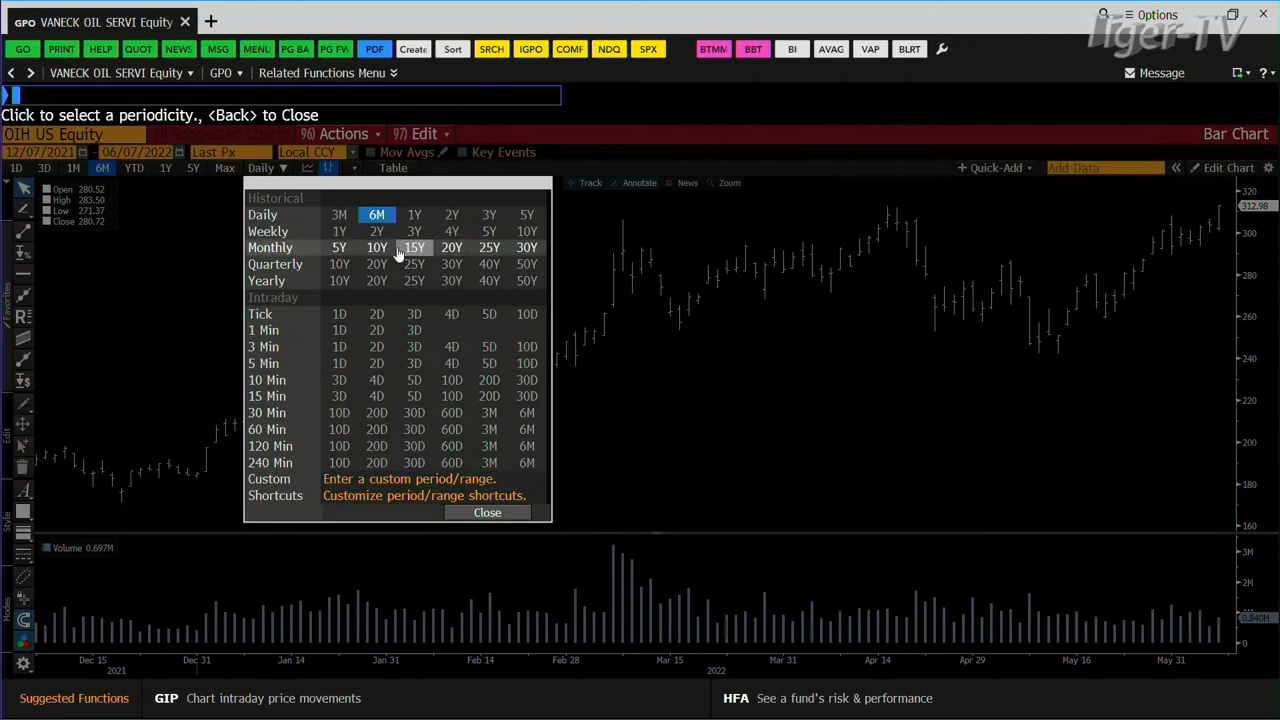 GPO VANECK OIL SERVI Equity
Options
Tiger-TV
GO PRINT HELP QUOT NEWS MSG MENU PG BA PG FW PDF Create Sort SRCH IGPO COMF NDQ SPX BTMM BBT BI AVAG VAP BLRT
VANECK OIL SERVI Equity GPO Related Functions Menu Message
Click to select a periodicity., <Back> to Close
OIH US Equity Suggested Charts 96) Actions 97) Edit Bar Chart
12/07/2021 - 06/07/2022 Last Px Local CCY Mov Avgs Key Events
1D 3D 1M 6M YTD 1Y 5Y Max Daily ▼ Table + Quick-Add Add Data Edit Chart
Track Annotate News Zoom
Open 280.52
High 283.50
Low 271.37
Close 280.72
Historical
Daily 3M 6M 1Y 2Y 3Y 5Y
Weekly 1Y 2Y 3Y 4Y 5Y 10Y
Monthly 5Y 10Y 15Y 20Y 25Y 30Y
Quarterly 10Y 20Y 25Y 30Y 40Y 50Y
Yearly 10Y 20Y 25Y 30Y 40Y 50Y
Intraday
Tick 1D 2D 3D 4D 5D 10D
1 Min 1D 2D 3D
3 Min 1D 2D 3D 4D 5D 10D
5 Min 1D 2D 3D 4D 5D 10D
10 Min 3D 4D 5D 10D 20D 30D
15 Min 3D 4D 5D 10D 20D 30D
30 Min 10D 20D 30D 60D 3M 6M
60 Min 10D 20D 30D 60D 3M 6M
120 Min 10D 20D 30D 60D 3M 6M
240 Min 10D 20D 30D 60D 3M 6M
Custom Enter a custom period/range.
Shortcuts Customize period/range shortcuts.
Close
320
312.98
300
280
260
240
220
200
180
160
Favorites
Edit
Style
Modes
Volume 0.697M
3M
2M
0.840M
0
Dec 15 Dec 31 Jan 14 Jan 31 Feb 14 Feb 28 Mar 15 Mar 31 Apr 14 Apr 29 May 16 May 31
2021 2022
Suggested Functions GIP Chart intraday price movements HFA See a fund's risk & performance